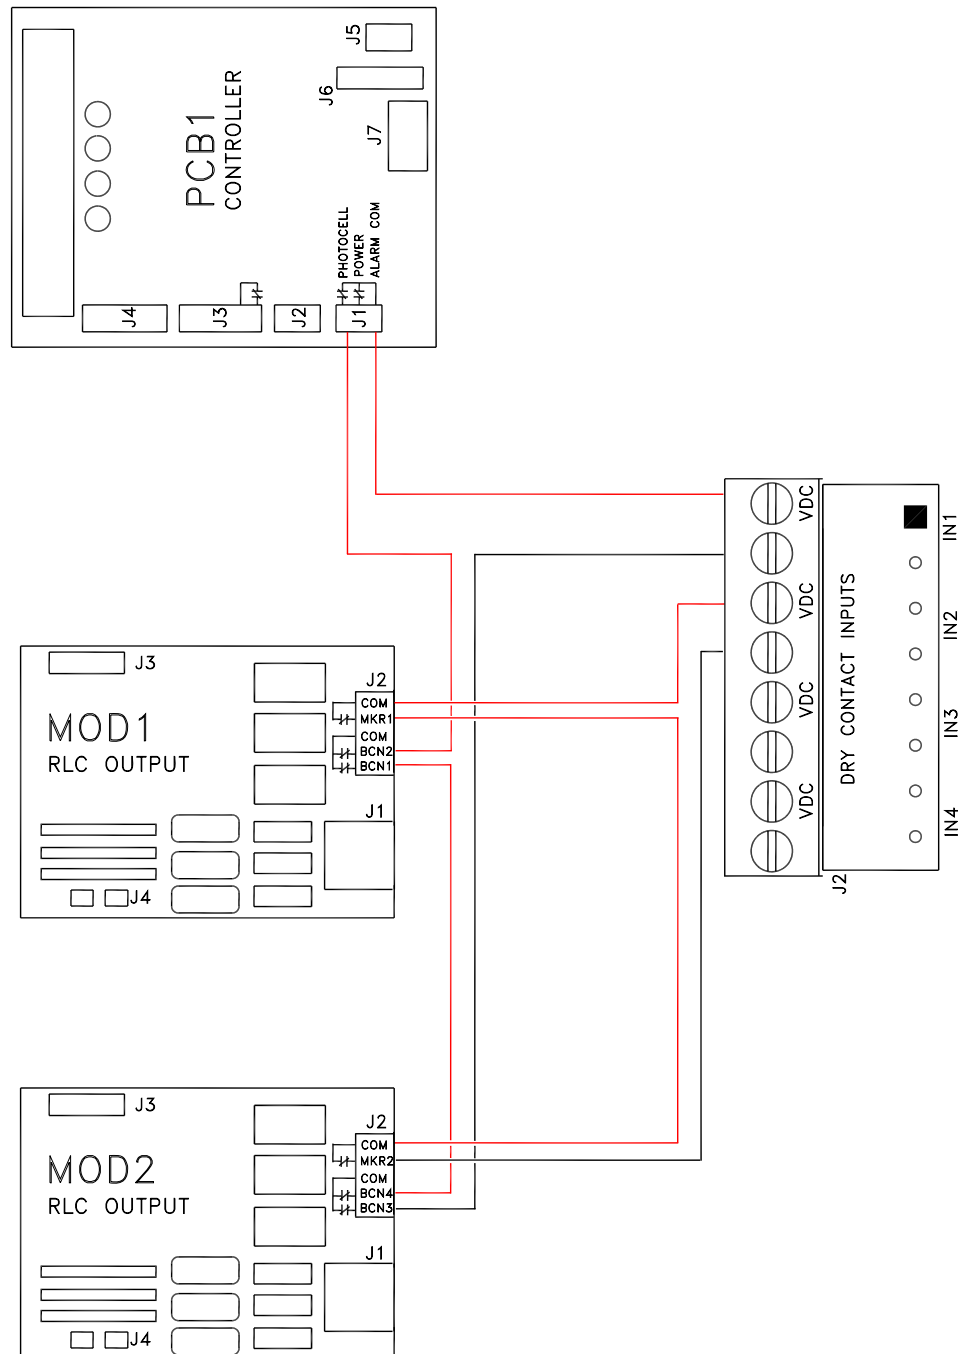 J5
J6
J7
PCB1
CONTROLLER
PHOTOCELL
POWER
ALARM COM
J4
J3
J2
J1
VDC
VDC
VDC
VDC
DRY CONTACT INPUTS
IN1
IN2
IN3
IN4
J2
J3
J2
COM
MKR1
COM
BCN2
BCN1
MOD1
RLC OUTPUT
J1
J4
J3
J2
COM
MKR2
COM
BCN4
BCN3
MOD2
RLC OUTPUT
J1
J4